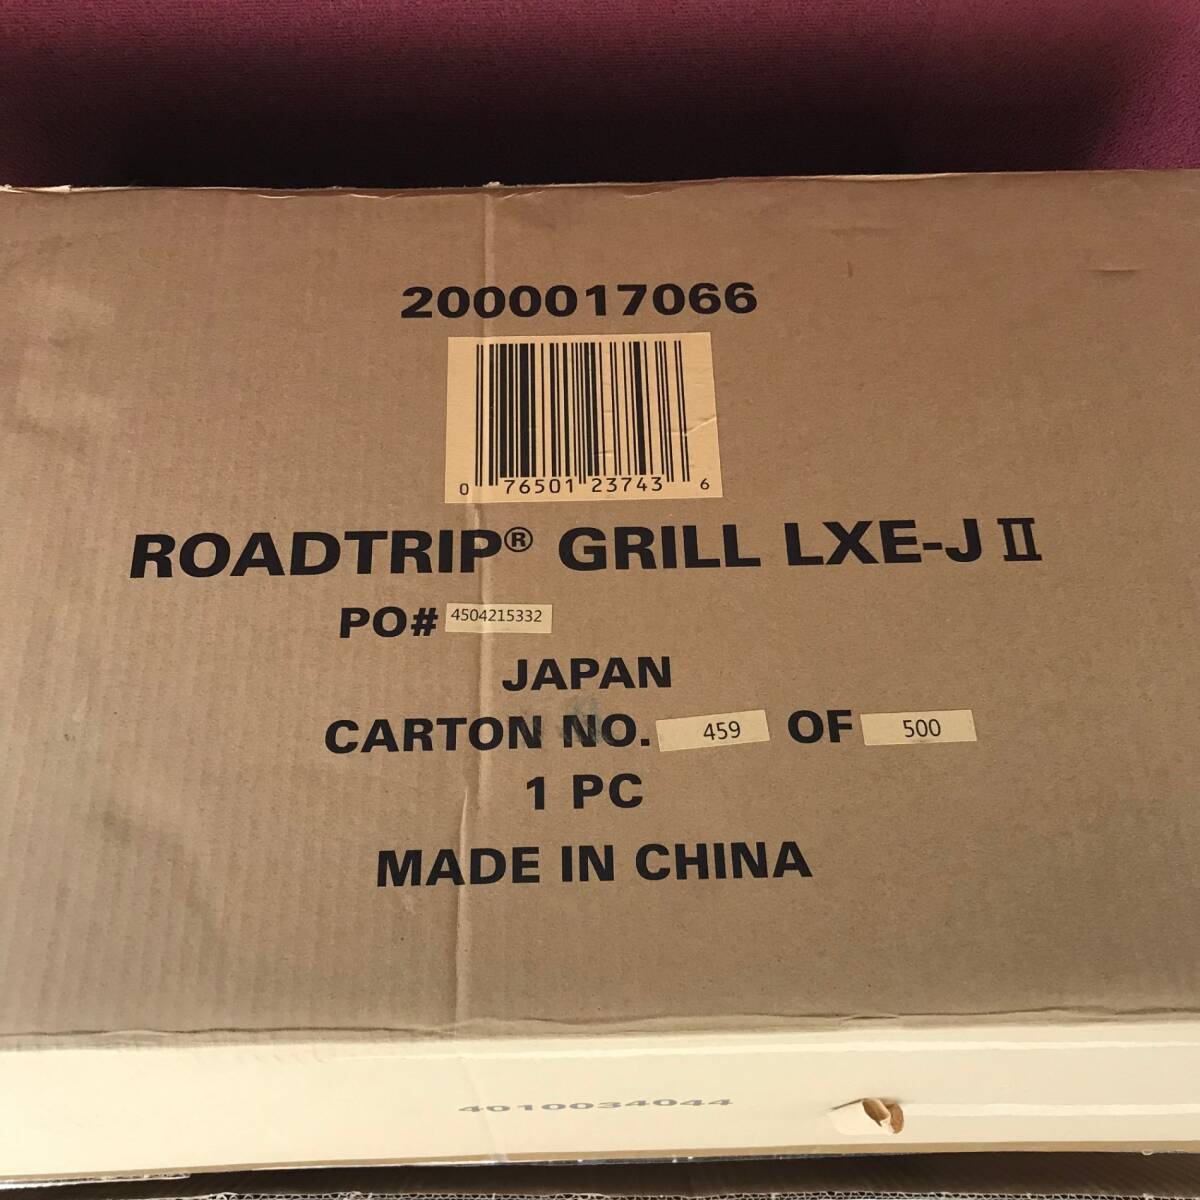 2000017066
0 76501 23743 6
ROADTRIP® GRILL LXE-J II
PO# 4504215332
JAPAN
CARTON NO. 459 OF 500
1 PC
MADE IN CHINA
4010034044